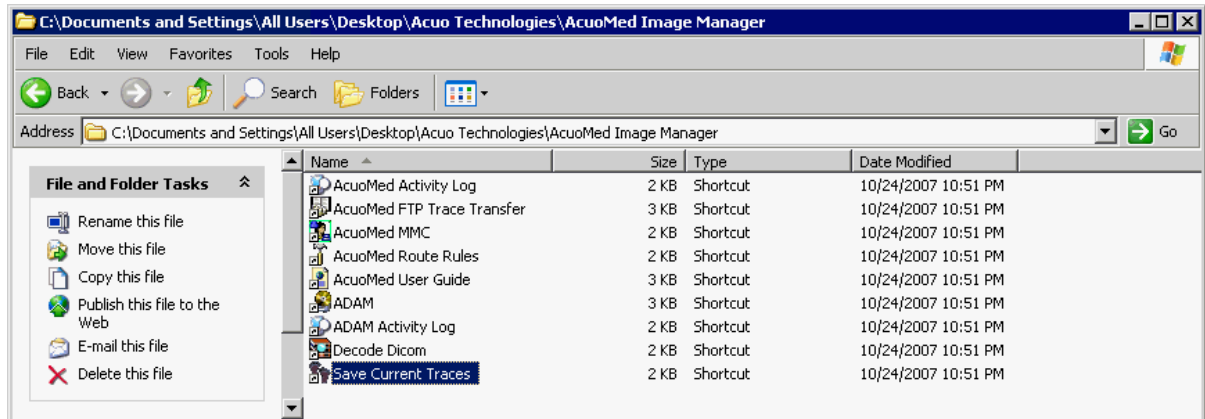 C:\Documents and Settings\All Users\Desktop\Acuo Technologies\AcuoMed Image Manager
File Edit View Favorites Tools Help
Back Search Folders
Address C:\Documents and Settings\All Users\Desktop\Acuo Technologies\AcuoMed Image Manager Go
File and Folder Tasks
Rename this file
Move this file
Copy this file
Publish this file to the
Web
E-mail this file
Delete this file
Name Size Type Date Modified
AcuoMed Activity Log 2 KB Shortcut 10/24/2007 10:51 PM
AcuoMed FTP Trace Transfer 3 KB Shortcut 10/24/2007 10:51 PM
AcuoMed MMC 2 KB Shortcut 10/24/2007 10:51 PM
AcuoMed Route Rules 2 KB Shortcut 10/24/2007 10:51 PM
AcuoMed User Guide 3 KB Shortcut 10/24/2007 10:51 PM
ADAM 3 KB Shortcut 10/24/2007 10:51 PM
ADAM Activity Log 2 KB Shortcut 10/24/2007 10:51 PM
Decode Dicom 2 KB Shortcut 10/24/2007 10:51 PM
Save Current Traces 2 KB Shortcut 10/24/2007 10:51 PM